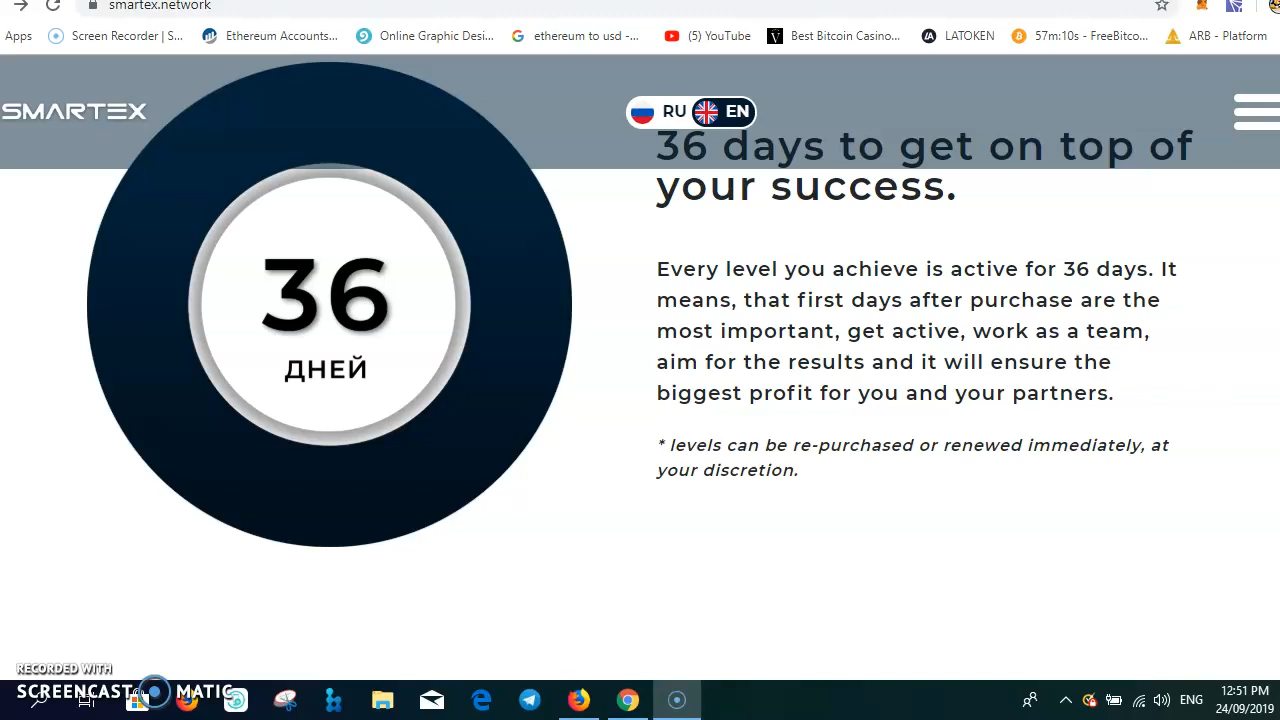 smartex.network
Apps
Screen Recorder | S...
Ethereum Accounts...
Online Graphic Desi...
ethereum to usd -...
(5) YouTube
Best Bitcoin Casino...
LATOKEN
57m:10s - FreeBitco...
ARB - Platform
SMARTEX
RU
EN
36 days to get on top of
your success.
36
ДНЕЙ
Every level you achieve is active for 36 days. It
means, that first days after purchase are the
most important, get active, work as a team,
aim for the results and it will ensure the
biggest profit for you and your partners.
* levels can be re-purchased or renewed immediately, at
your discretion.
RECORDED WITH
SCREENCAST MATIC
ENG
12:51 PM
24/09/2019